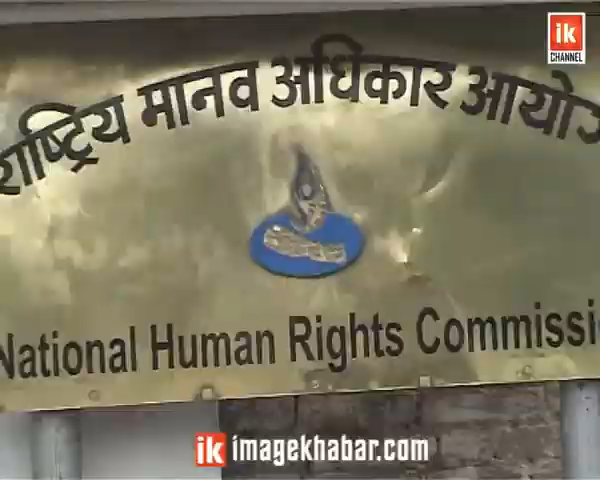 ik
CHANNEL
राष्ट्रिय मानव अधिकार आयोग
National Human Rights Commissi
ik imagekhabar.com